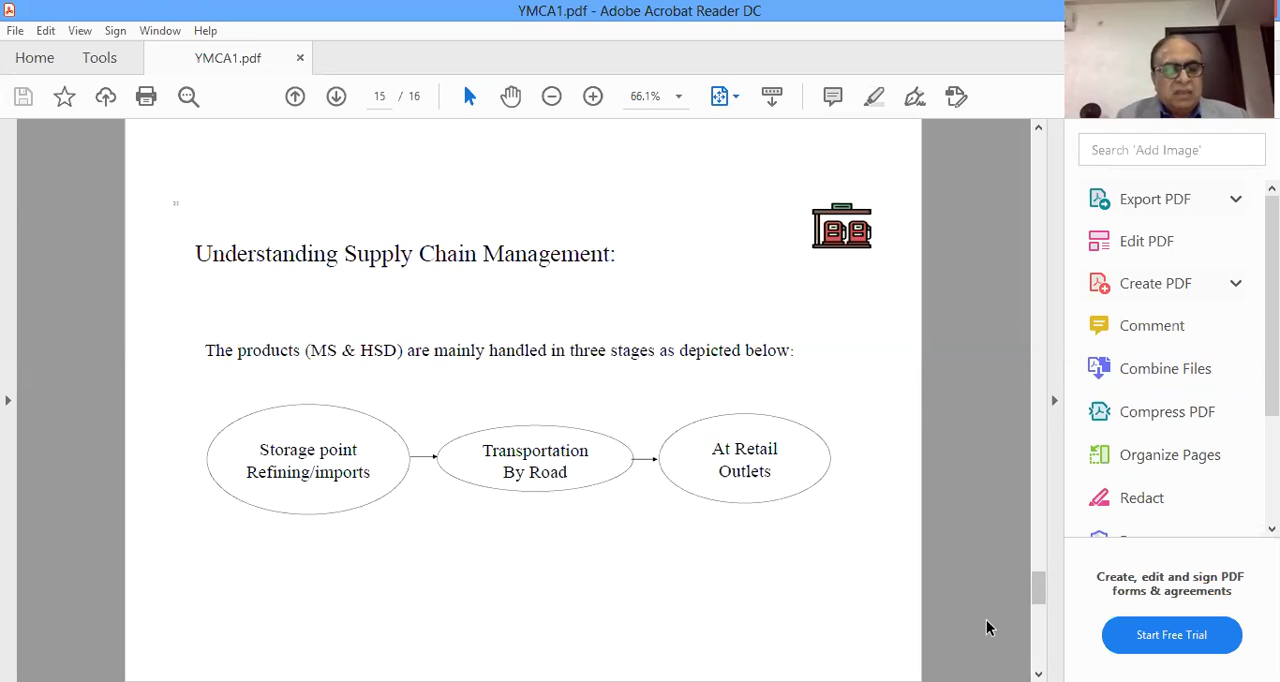 YMCA1.pdf - Adobe Acrobat Reader DC
File Edit View Sign Window Help
Home Tools YMCA1.pdf ×
15 / 16 66.1%
Search 'Add Image'
Export PDF
Edit PDF
Create PDF
Comment
Combine Files
Compress PDF
Organize Pages
Redact
Create, edit and sign PDF
forms & agreements
Start Free Trial
Understanding Supply Chain Management:
The products (MS & HSD) are mainly handled in three stages as depicted below:
Storage point
Refining/imports
Transportation
By Road
At Retail
Outlets